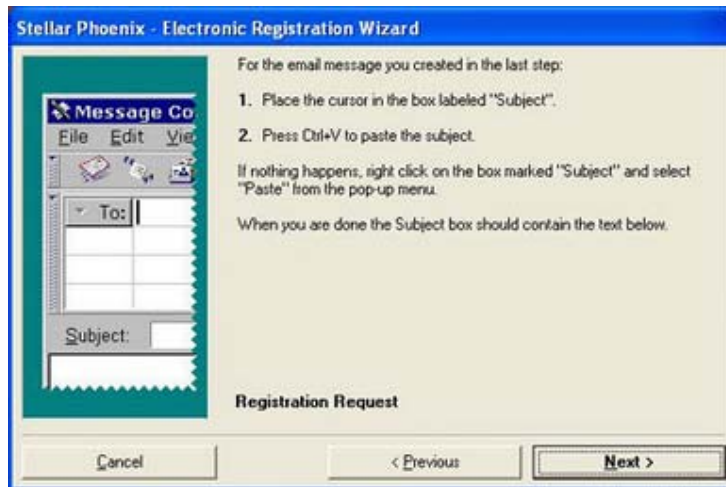 Stellar Phoenix - Electronic Registration Wizard
For the email message you created in the last step:
1. Place the cursor in the box labeled "Subject".
2. Press Ctrl+V to paste the subject.
If nothing happens, right click on the box marked "Subject" and select
"Paste" from the pop-up menu.
When you are done the Subject box should contain the text below.
Message Co
File Edit Vie
To:
Subject:
Registration Request
Cancel
< Previous
Next >